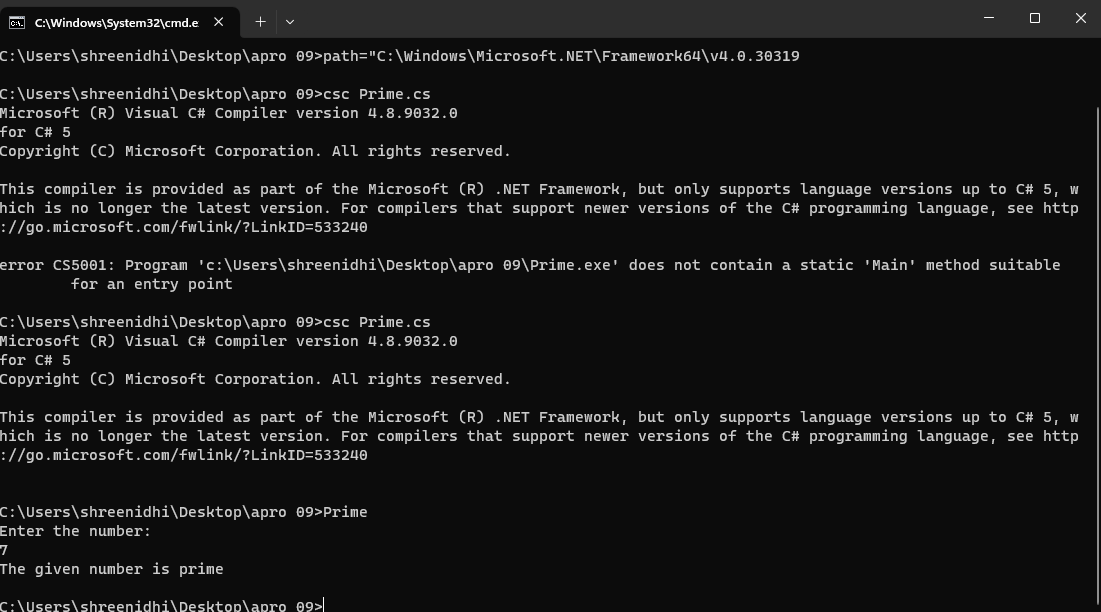 C:\Windows\System32\cmd.e
C:\Users\shreenidhi\Desktop\apro 09>path="C:\Windows\Microsoft.NET\Framework64\v4.0.30319
C:\Users\shreenidhi\Desktop\apro 09>csc Prime.cs
Microsoft (R) Visual C# Compiler version 4.8.9032.0
for C# 5
Copyright (C) Microsoft Corporation. All rights reserved.
This compiler is provided as part of the Microsoft (R) .NET Framework, but only supports language versions up to C# 5, w
hich is no longer the latest version. For compilers that support newer versions of the C# programming language, see http
://go.microsoft.com/fwlink/?LinkID=533240
error CS5001: Program 'c:\Users\shreenidhi\Desktop\apro 09\Prime.exe' does not contain a static 'Main' method suitable
for an entry point
C:\Users\shreenidhi\Desktop\apro 09>csc Prime.cs
Microsoft (R) Visual C# Compiler version 4.8.9032.0
for C# 5
Copyright (C) Microsoft Corporation. All rights reserved.
This compiler is provided as part of the Microsoft (R) .NET Framework, but only supports language versions up to C# 5, w
hich is no longer the latest version. For compilers that support newer versions of the C# programming language, see http
://go.microsoft.com/fwlink/?LinkID=533240
C:\Users\shreenidhi\Desktop\apro 09>Prime
Enter the number:
7
The given number is prime
C:\Users\shreenidhi\Desktop\apro 09>